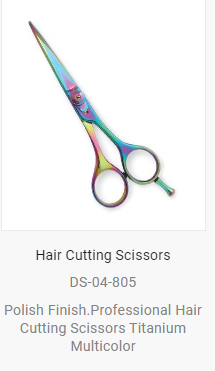 Hair Cutting Scissors
DS-04-805
Polish Finish.Professional Hair
Cutting Scissors Titanium
Multicolor